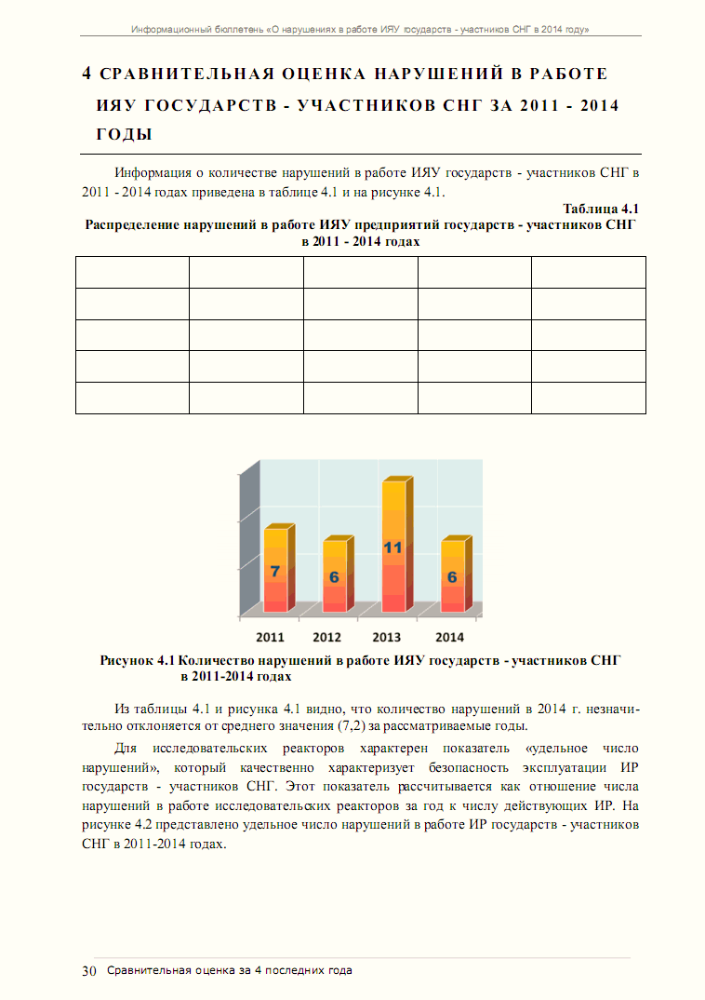 Информационный бюллетень «О нарушениях в работе ИЯУ государств - участников СНГ в 2014 году»
4 СРАВНИТЕЛЬНАЯ ОЦЕНКА НАРУШЕНИЙ В РАБОТЕ
ИЯУ ГОСУДАРСТВ - УЧАСТНИКОВ СНГ ЗА 2011 - 2014
ГОДЫ
Информация о количестве нарушений в работе ИЯУ государств - участников СНГ в
2011 - 2014 годах приведена в таблице 4.1 и на рисунке 4.1.
Таблица 4.1
Распределение нарушений в работе ИЯУ предприятий государств - участников СНГ
в 2011 - 2014 годах
7
6
11
6
2011 2012 2013 2014
Рисунок 4.1 Количество нарушений в работе ИЯУ государств - участников СНГ
в 2011-2014 годах
Из таблицы 4.1 и рисунка 4.1 видно, что количество нарушений в 2014 г. незначи-
тельно отклоняется от среднего значения (7,2) за рассматриваемые годы.
Для исследовательских реакторов характерен показатель «удельное число
нарушений», который качественно характеризует безопасность эксплуатации ИР
государств - участников СНГ. Этот показатель рассчитывается как отношение числа
нарушений в работе исследовательских реакторов за год к числу действующих ИР. На
рисунке 4.2 представлено удельное число нарушений в работе ИР государств - участников
СНГ в 2011-2014 годах.
30 Сравнительная оценка за 4 последних года